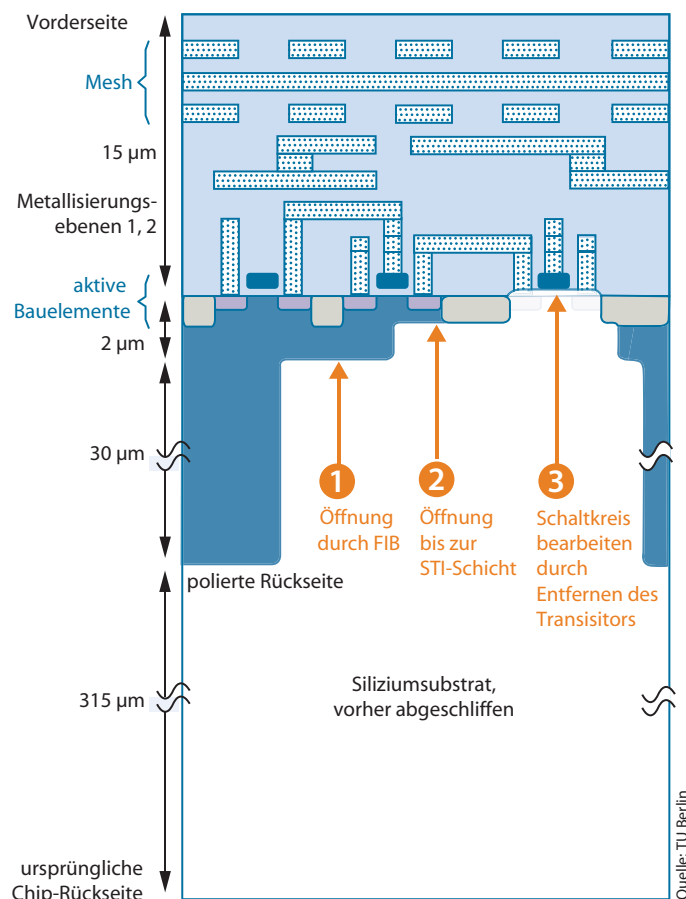 Vorderseite
Mesh
15 µm
Metallisierungs-
ebenen 1, 2
aktive
Bauelemente
2 µm
30 µm
1
2
3
Öffnung
durch FIB
Öffnung
bis zur
STI-Schicht
Schaltkreis
bearbeiten
durch
Entfernen des
Transisitors
polierte Rückseite
315 µm
Siliziumsubstrat,
vorher abgeschliffen
ursprüngliche
Chip-Rückseite
Quelle: TU Berlin